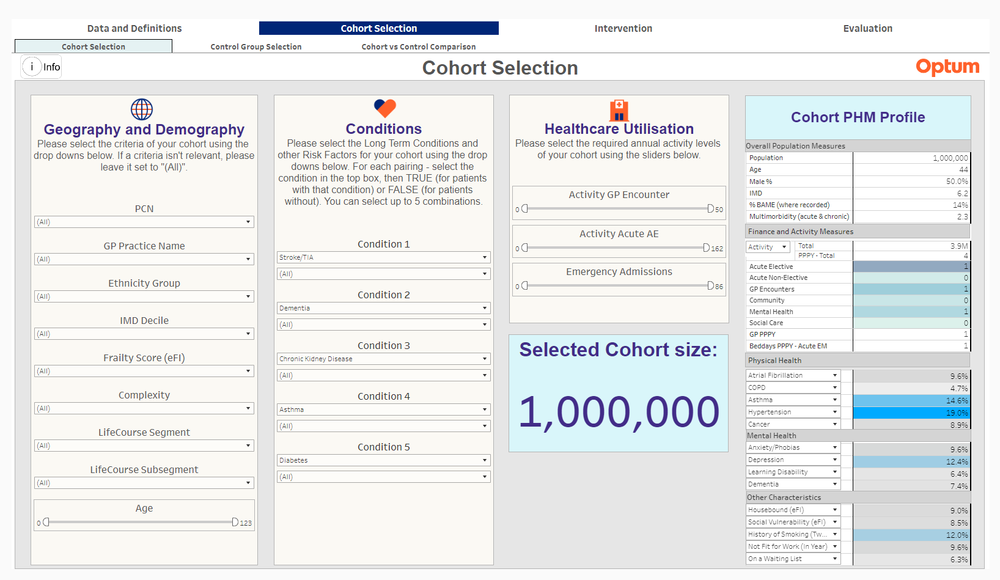 Data and Definitions
Cohort Selection
Intervention
Evaluation
Cohort Selection
Control Group Selection
Cohort vs Control Comparison
i Info
Cohort Selection
Optum
Geography and Demography
Please select the criteria of your cohort using the
drop downs below. If a criteria isn't relevant, please
leave it set to "(All)".
PCN
(All)
GP Practice Name
(All)
Ethnicity Group
(All)
IMD Decile
(All)
Frailty Score (eFI)
(All)
Complexity
(All)
LifeCourse Segment
(All)
LifeCourse Subsegment
(All)
Age
0 123
Conditions
Please select the Long Term Conditions and
other Risk Factors for your cohort using the drop
downs below. For each pairing - select the
condition in the top box, then TRUE (for patients
with that condition) or FALSE (for patients
without). You can select up to 5 combinations.
Condition 1
Stroke/TIA
(All)
Condition 2
Dementia
(All)
Condition 3
Chronic Kidney Disease
(All)
Condition 4
Asthma
(All)
Condition 5
Diabetes
(All)
Healthcare Utilisation
Please select the required annual activity levels
of your cohort using the sliders below.
Activity GP Encounter
0 50
Activity Acute AE
0 162
Emergency Admissions
0 86
Selected Cohort size:
1,000,000
Cohort PHM Profile
Overall Population Measures
Population 1,000,000
Age 44
Male % 50.0%
IMD 6.2
% BAME (where recorded) 14%
Multimorbidity (acute & chronic) 2.3
Finance and Activity Measures
Activity Total 3.9M
PPPY - Total 4
Acute Elective 1
Acute Non-Elective 0
GP Encounters 1
Community 0
Mental Health 1
Social Care 0
GP PPPY 1
Beddays PPPY - Acute EM 1
Physical Health
Atrial Fibrillation 9.6%
COPD 4.7%
Asthma 14.6%
Hypertension 19.0%
Cancer 8.9%
Mental Health
Anxiety/Phobias 9.6%
Depression 12.4%
Learning Disability 6.4%
Dementia 7.4%
Other Characteristics
Housebound (eFI) 9.0%
Social Vulnerability (eFI) 8.5%
History of Smoking (Tw... 12.0%
Not Fit for Work (In Year) 9.6%
On a Waiting List 6.3%